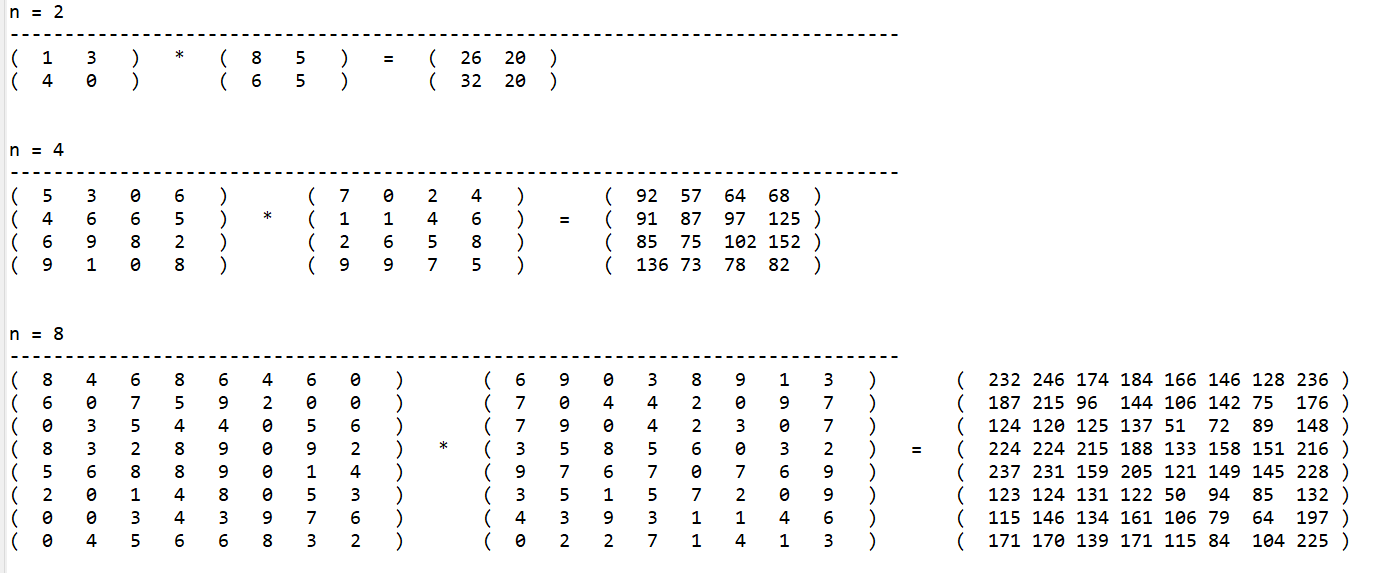 n = 2
-------------------------------------------------------------------------------------
(  1   3   )   *   (  8   5   )   =   (  26  20  )
(  4   0   )       (  6   5   )       (  32  20  )
n = 4
-------------------------------------------------------------------------------------
(  5   3   0   6   )       (  7   0   2   4   )       (  92  57  64  68  )
(  4   6   6   5   )   *   (  1   1   4   6   )   =   (  91  87  97  125 )
(  6   9   8   2   )       (  2   6   5   8   )       (  85  75  102 152 )
(  9   1   0   8   )       (  9   9   7   5   )       (  136 73  78  82  )
n = 8
-------------------------------------------------------------------------------------
(  8   4   6   8   6   4   6   0   )       (  6   9   0   3   8   9   1   3   )       (  232 246 174 184 166 146 128 236 )
(  6   0   7   5   9   2   0   0   )       (  7   0   4   4   2   0   9   7   )       (  187 215 96  144 106 142 75  176 )
(  0   3   5   4   4   0   5   6   )       (  7   9   0   4   2   3   0   7   )       (  124 120 125 137 51  72  89  148 )
(  8   3   2   8   9   0   9   2   )   *   (  3   5   8   5   6   0   3   2   )   =   (  224 224 215 188 133 158 151 216 )
(  5   6   8   8   9   0   1   4   )       (  9   7   6   7   0   7   6   9   )       (  237 231 159 205 121 149 145 228 )
(  2   0   1   4   8   0   5   3   )       (  3   5   1   5   7   2   0   9   )       (  123 124 131 122 50  94  85  132 )
(  0   0   3   4   3   9   7   6   )       (  4   3   9   3   1   1   4   6   )       (  115 146 134 161 106 79  64  197 )
(  0   4   5   6   6   8   3   2   )       (  0   2   2   7   1   4   1   3   )       (  171 170 139 171 115 84  104 225 )